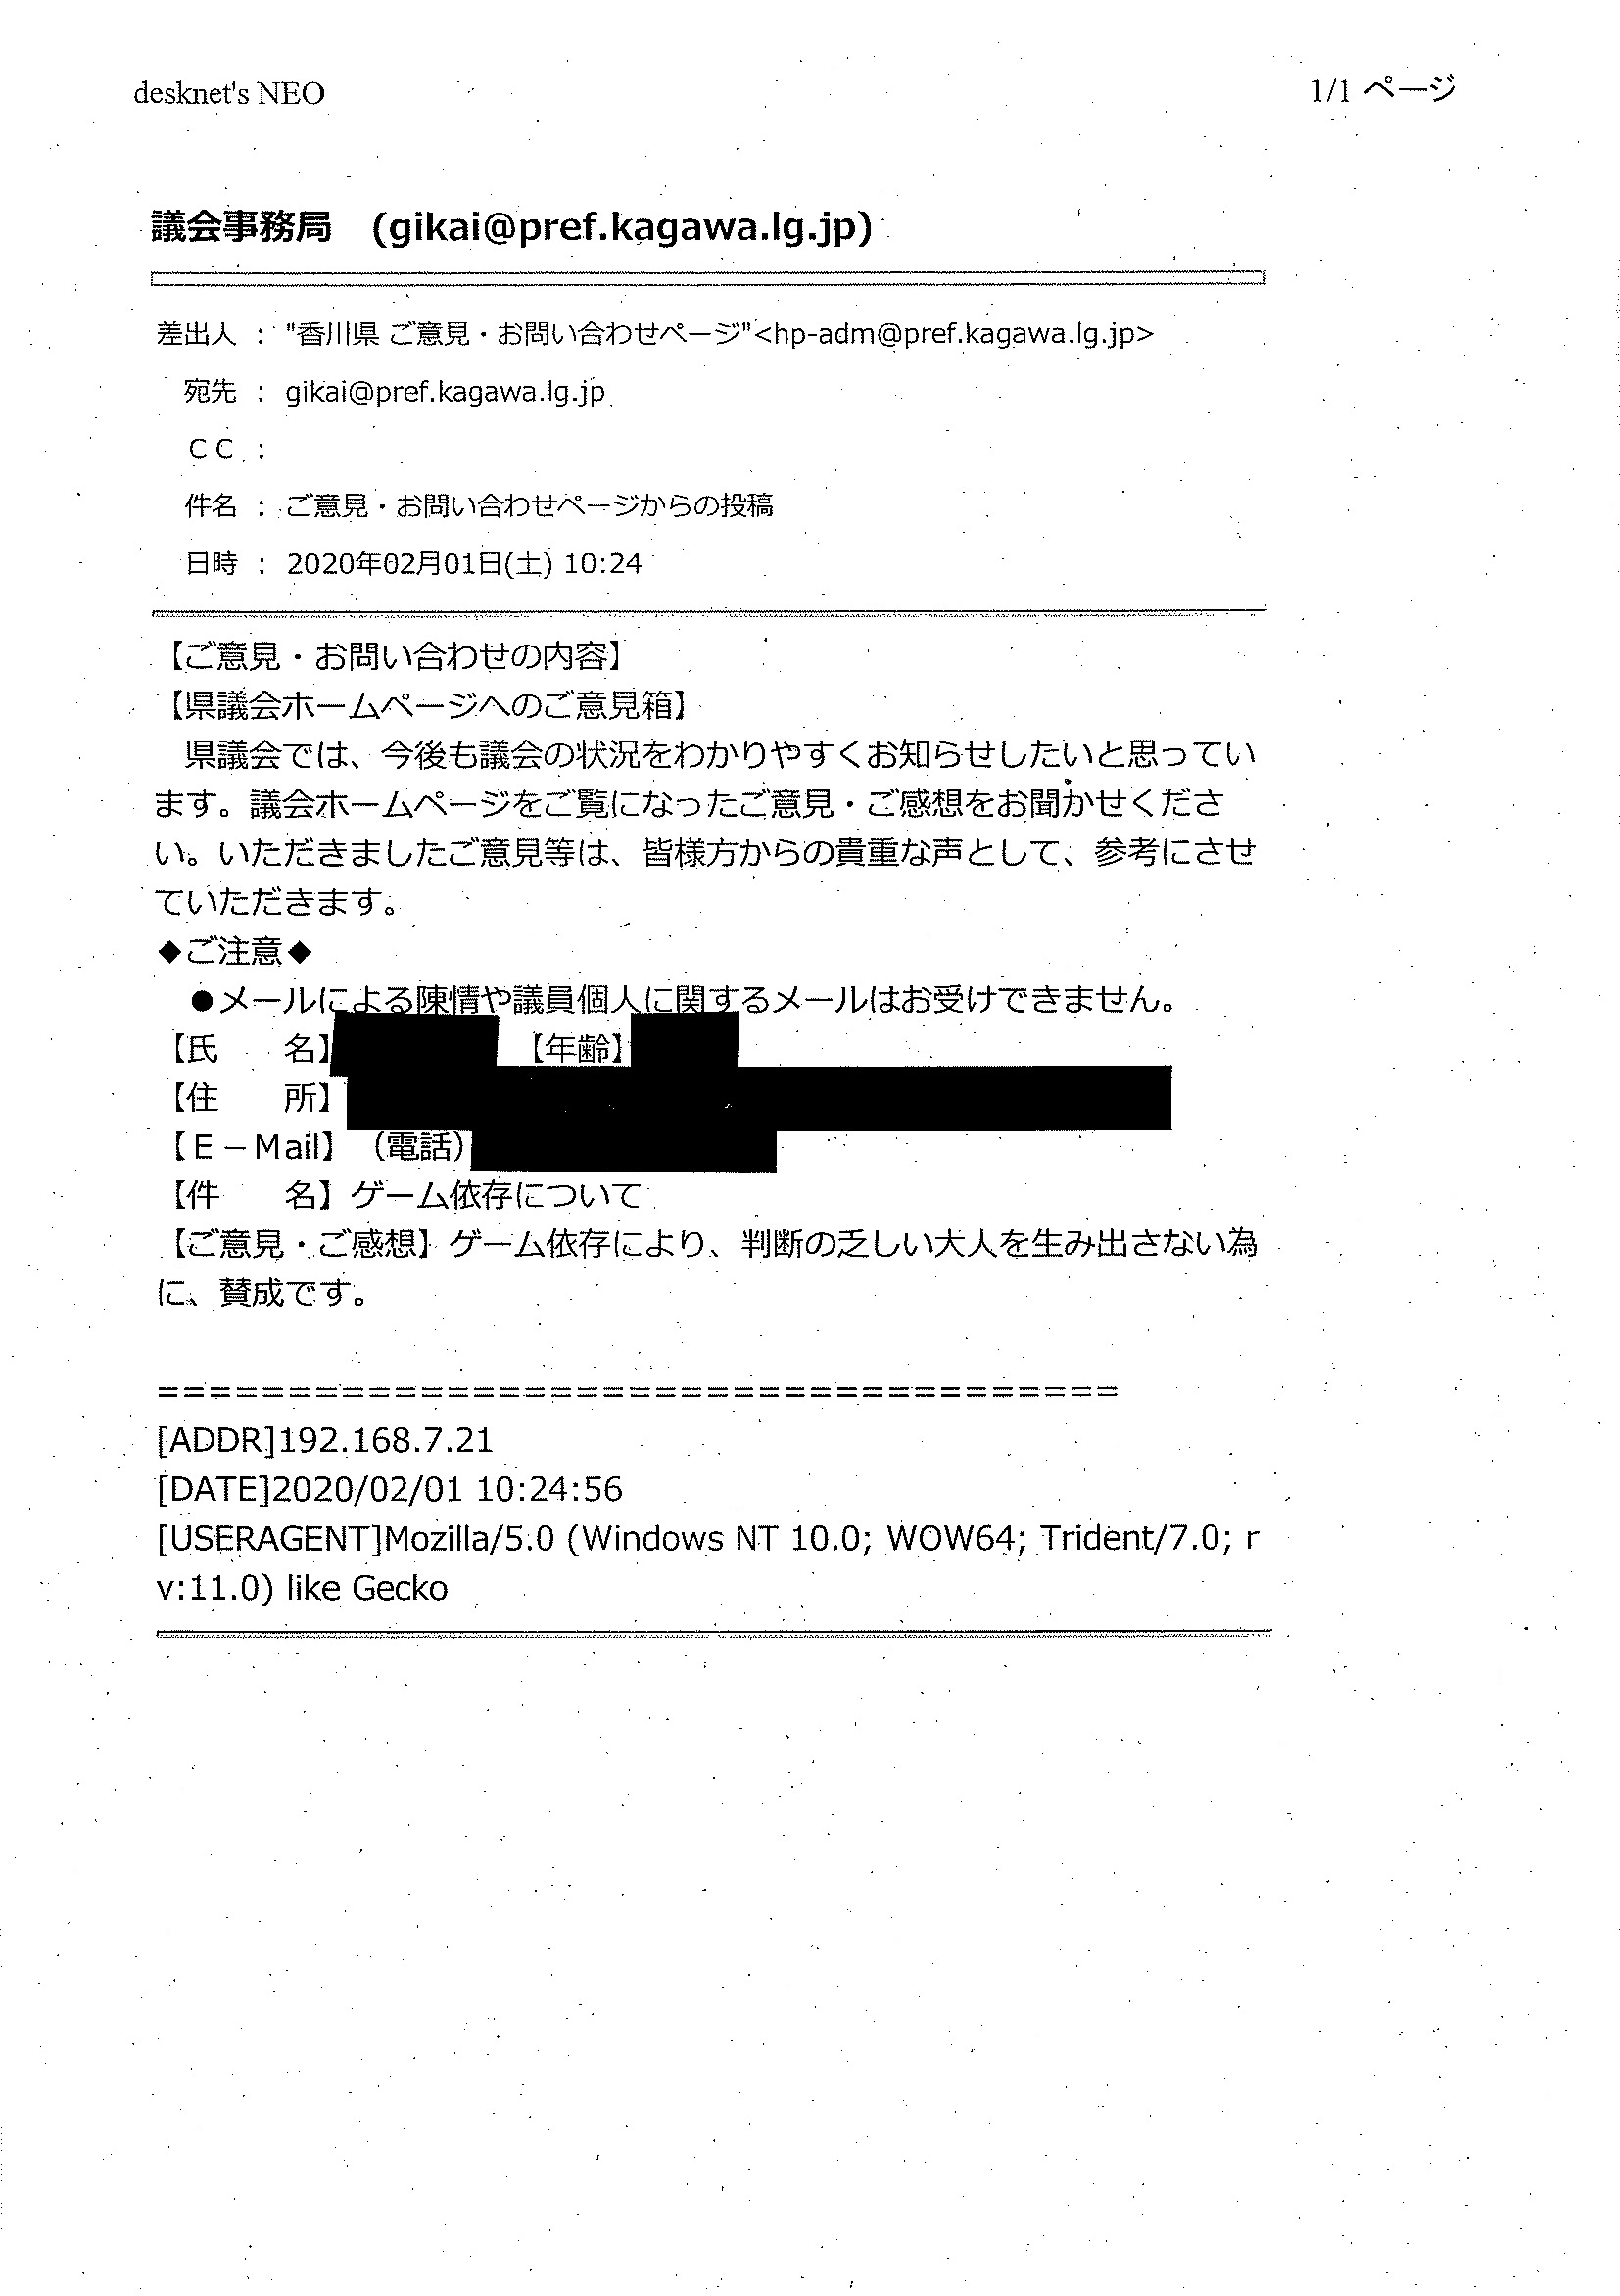 desknet's NEO
1/1 ページ
議会事務局　(gikai@pref.kagawa.lg.jp)
差出人 ： "香川県 ご意見・お問い合わせページ"<hp-adm@pref.kagawa.lg.jp>
宛先 ： gikai@pref.kagawa.lg.jp
ＣＣ ：
件名 ： ご意見・お問い合わせページからの投稿
日時 ： 2020年02月01日(土) 10:24
【ご意見・お問い合わせの内容】
【県議会ホームページへのご意見箱】
　県議会では、今後も議会の状況をわかりやすくお知らせしたいと思ってい
ます。議会ホームページをご覧になったご意見・ご感想をお聞かせくださ
い。いただきましたご意見等は、皆様方からの貴重な声として、参考にさせ
ていただきます。
◆ご注意◆
　●メールによる陳情や議員個人に関するメールはお受けできません。
【氏　　名】　【年齢】
【住　　所】
【Ｅ－Mail】（電話）
【件　　名】ゲーム依存について
【ご意見・ご感想】ゲーム依存により、判断の乏しい大人を生み出さない為
に、賛成です。
=====================================
[ADDR]192.168.7.21
[DATE]2020/02/01 10:24:56
[USERAGENT]Mozilla/5.0 (Windows NT 10.0; WOW64; Trident/7.0; r
v:11.0) like Gecko